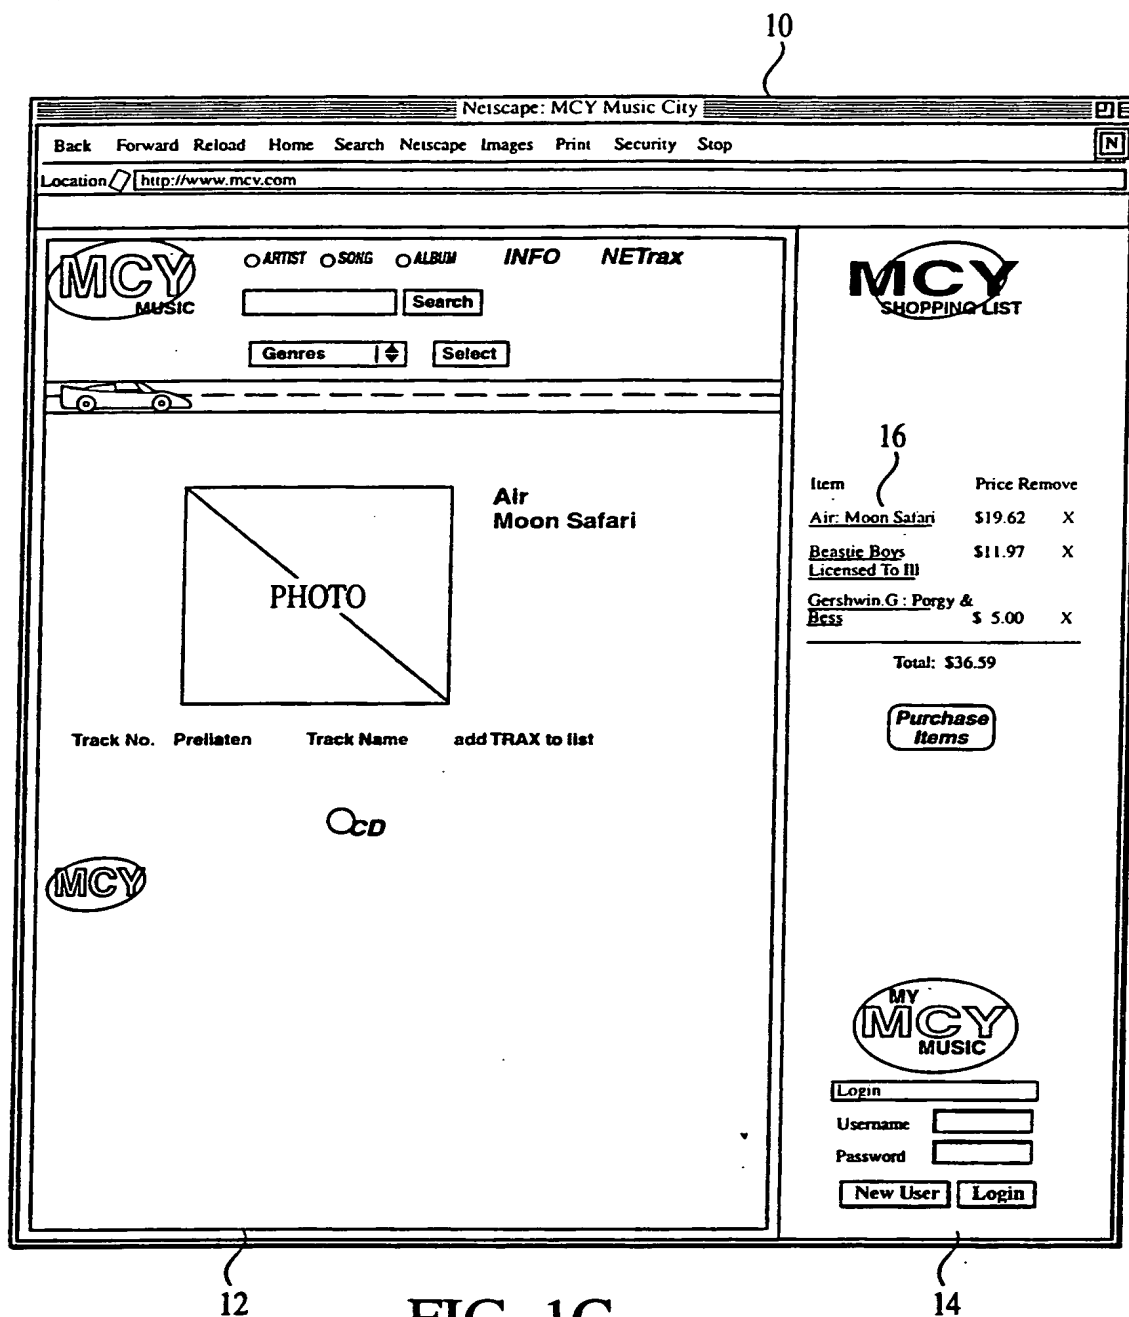 10
Netscape: MCY Music City
Back Forward Reload Home Search Netscape Images Print Security Stop
N
Location http://www.mcy.com
MCY
MUSIC
ARTIST SONG ALBUM INFO NETrax
Search
Genres Select
Air
Moon Safari
PHOTO
Track No. Prellaten Track Name add TRAX to list
CD
MCY
MCY
SHOPPING LIST
16
Item Price Remove
Air: Moon Safari $19.62 X
Beastie Boys $11.97 X
Licensed To Ill
Gershwin.G : Porgy &
Bess $ 5.00 X
Total: $36.59
Purchase
Items
MY
MCY
MUSIC
Login
Username
Password
New User Login
12
14
FIG. 1C